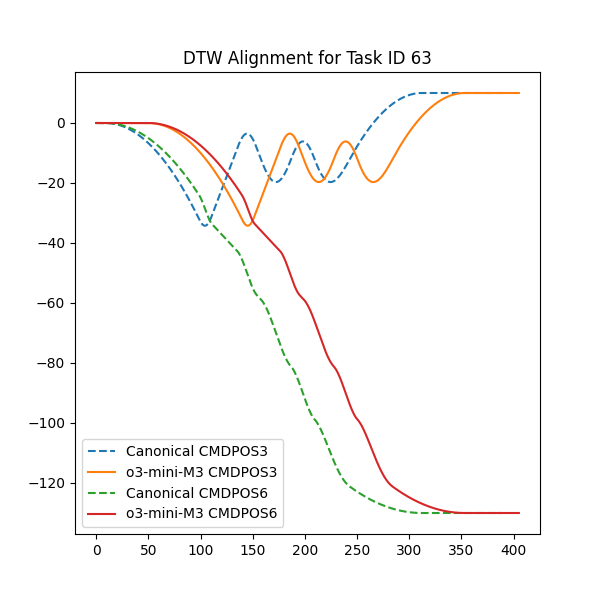 DTW Alignment for Task ID 63
0
−20
−40
−60
−80
−100
−120
Canonical CMDPOS3
o3-mini-M3 CMDPOS3
Canonical CMDPOS6
o3-mini-M3 CMDPOS6
0 50 100 150 200 250 300 350 400